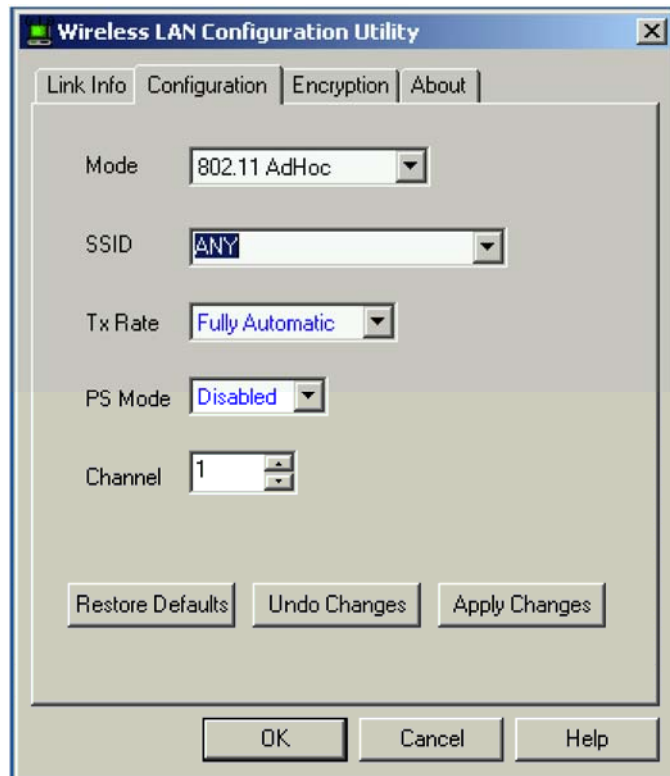 Wireless LAN Configuration Utility
Link Info Configuration Encryption About
Mode 802.11 AdHoc
SSID ANY
Tx Rate Fully Automatic
PS Mode Disabled
Channel 1
Restore Defaults Undo Changes Apply Changes
OK Cancel Help